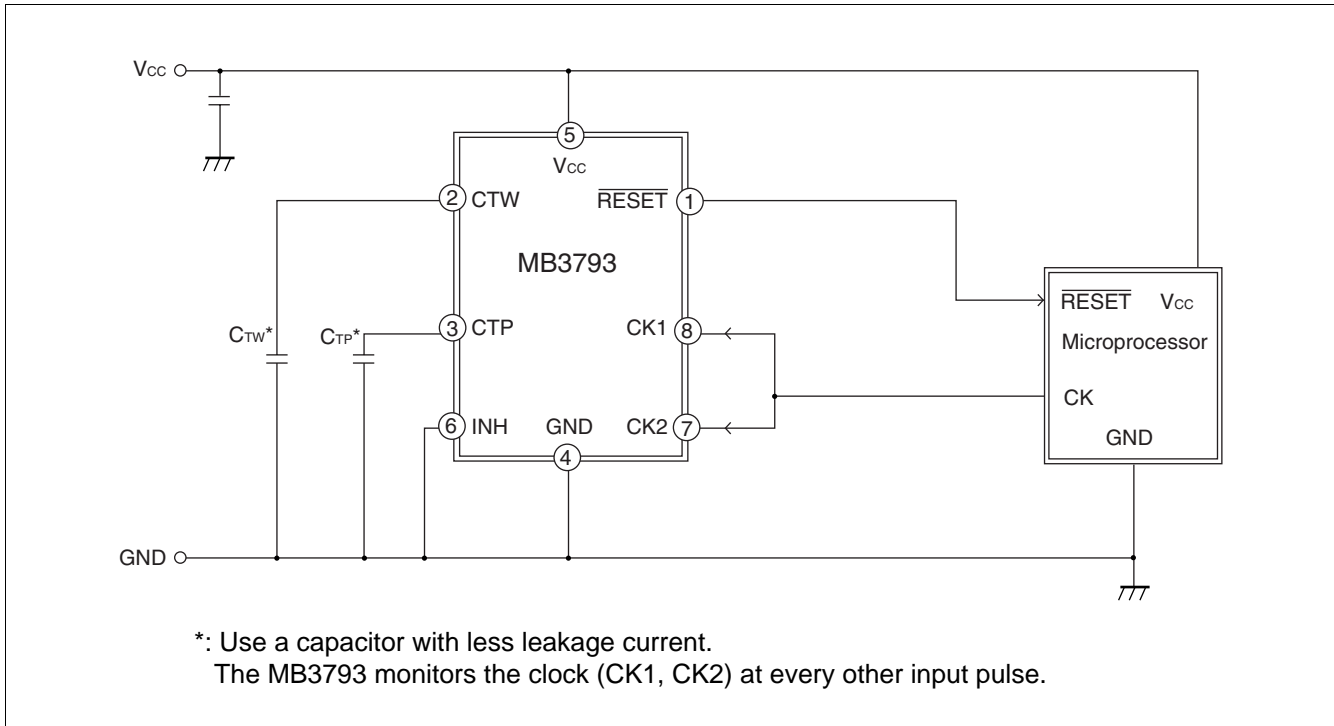 VCC
5
VCC
2 CTW RESET 1
MB3793
CTW* CTP* 3 CTP CK1 8
RESET VCC
Microprocessor
CK
GND
6 INH GND CK2 7
4
GND
*: Use a capacitor with less leakage current.
The MB3793 monitors the clock (CK1, CK2) at every other input pulse.